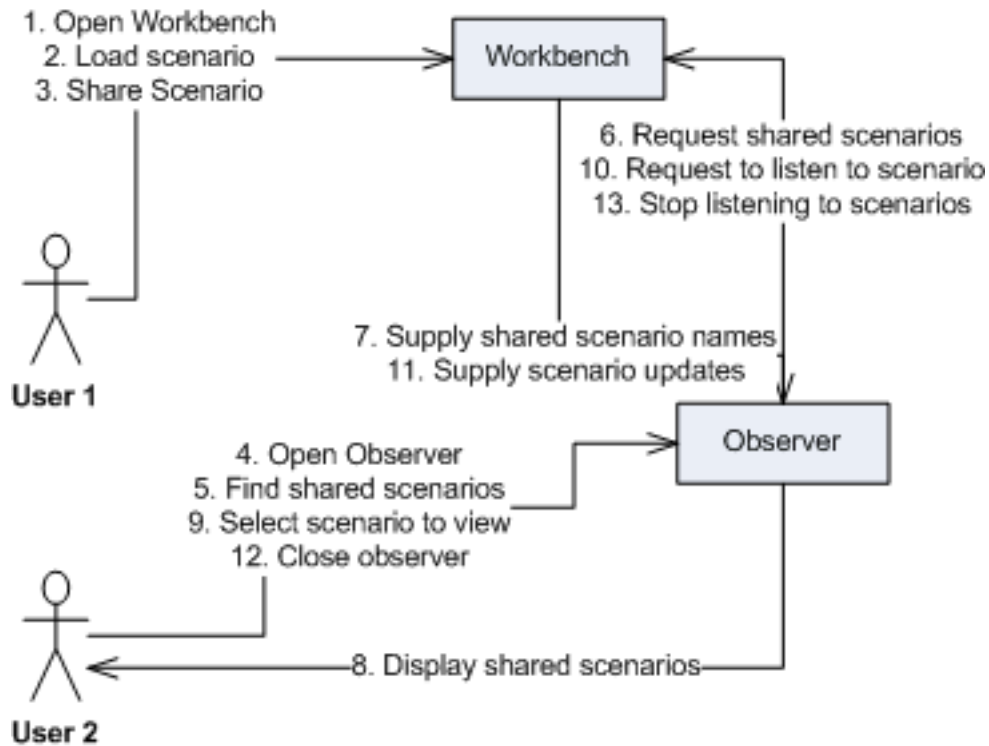 1. Open Workbench
2. Load scenario
3. Share Scenario
Workbench
6. Request shared scenarios
10. Request to listen to scenario
13. Stop listening to scenarios
User 1
7. Supply shared scenario names
11. Supply scenario updates
Observer
4. Open Observer
5. Find shared scenarios
9. Select scenario to view
12. Close observer
8. Display shared scenarios
User 2